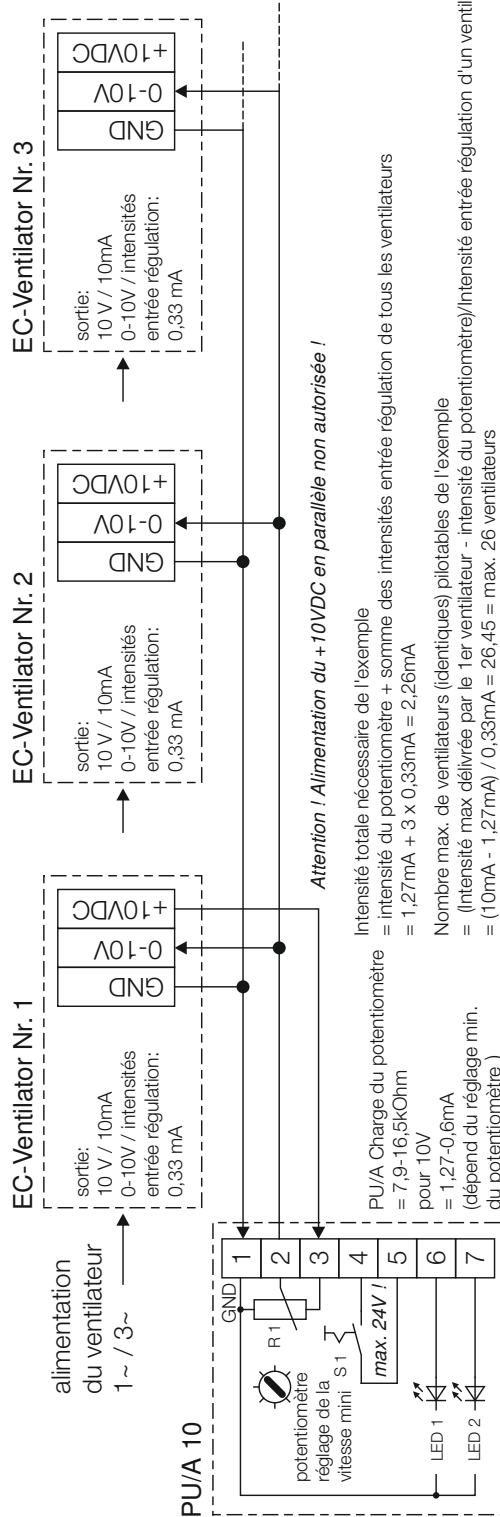 EC-Ventilator Nr. 1
EC-Ventilator Nr. 2
EC-Ventilator Nr. 3
alimentation
du ventilateur
1~ / 3~
sortie:
10 V / 10mA
0-10V / intensités
entrée régulation:
0,33 mA
GND
0-10V
+10VDC
sortie:
10 V / 10mA
0-10V / intensités
entrée régulation:
0,33 mA
GND
0-10V
+10VDC
sortie:
10 V / 10mA
0-10V / intensités
entrée régulation:
0,33 mA
GND
0-10V
+10VDC
PU/A 10
GND
1
2
3
4
5
6
7
R 1
potentiomètre
réglage de la
vitesse mini
S 1
max. 24V !
LED 1
LED 2
Attention ! Alimentation du +10VDC en parallèle non autorisée !
PU/A Charge du potentiomètre
= 7,9-16,5kOhm
pour 10V
= 1,27-0,6mA
(dépend du réglage min.
du potentiomètre )
Intensité totale nécessaire de l'exemple
= intensité du potentiomètre + somme des intensités entrée régulation de tous les ventilateurs
= 1,27mA + 3 x 0,33mA = 2,26mA
Nombre max. de ventilateurs (identiques) pilotables de l'exemple
= (Intensité max délivrée par le 1er ventilateur - intensité du potentiomètre)/Intensité entrée régulation d'un ventil
= (10mA - 1,27mA) / 0,33mA = 26,45 = max. 26 ventilateurs